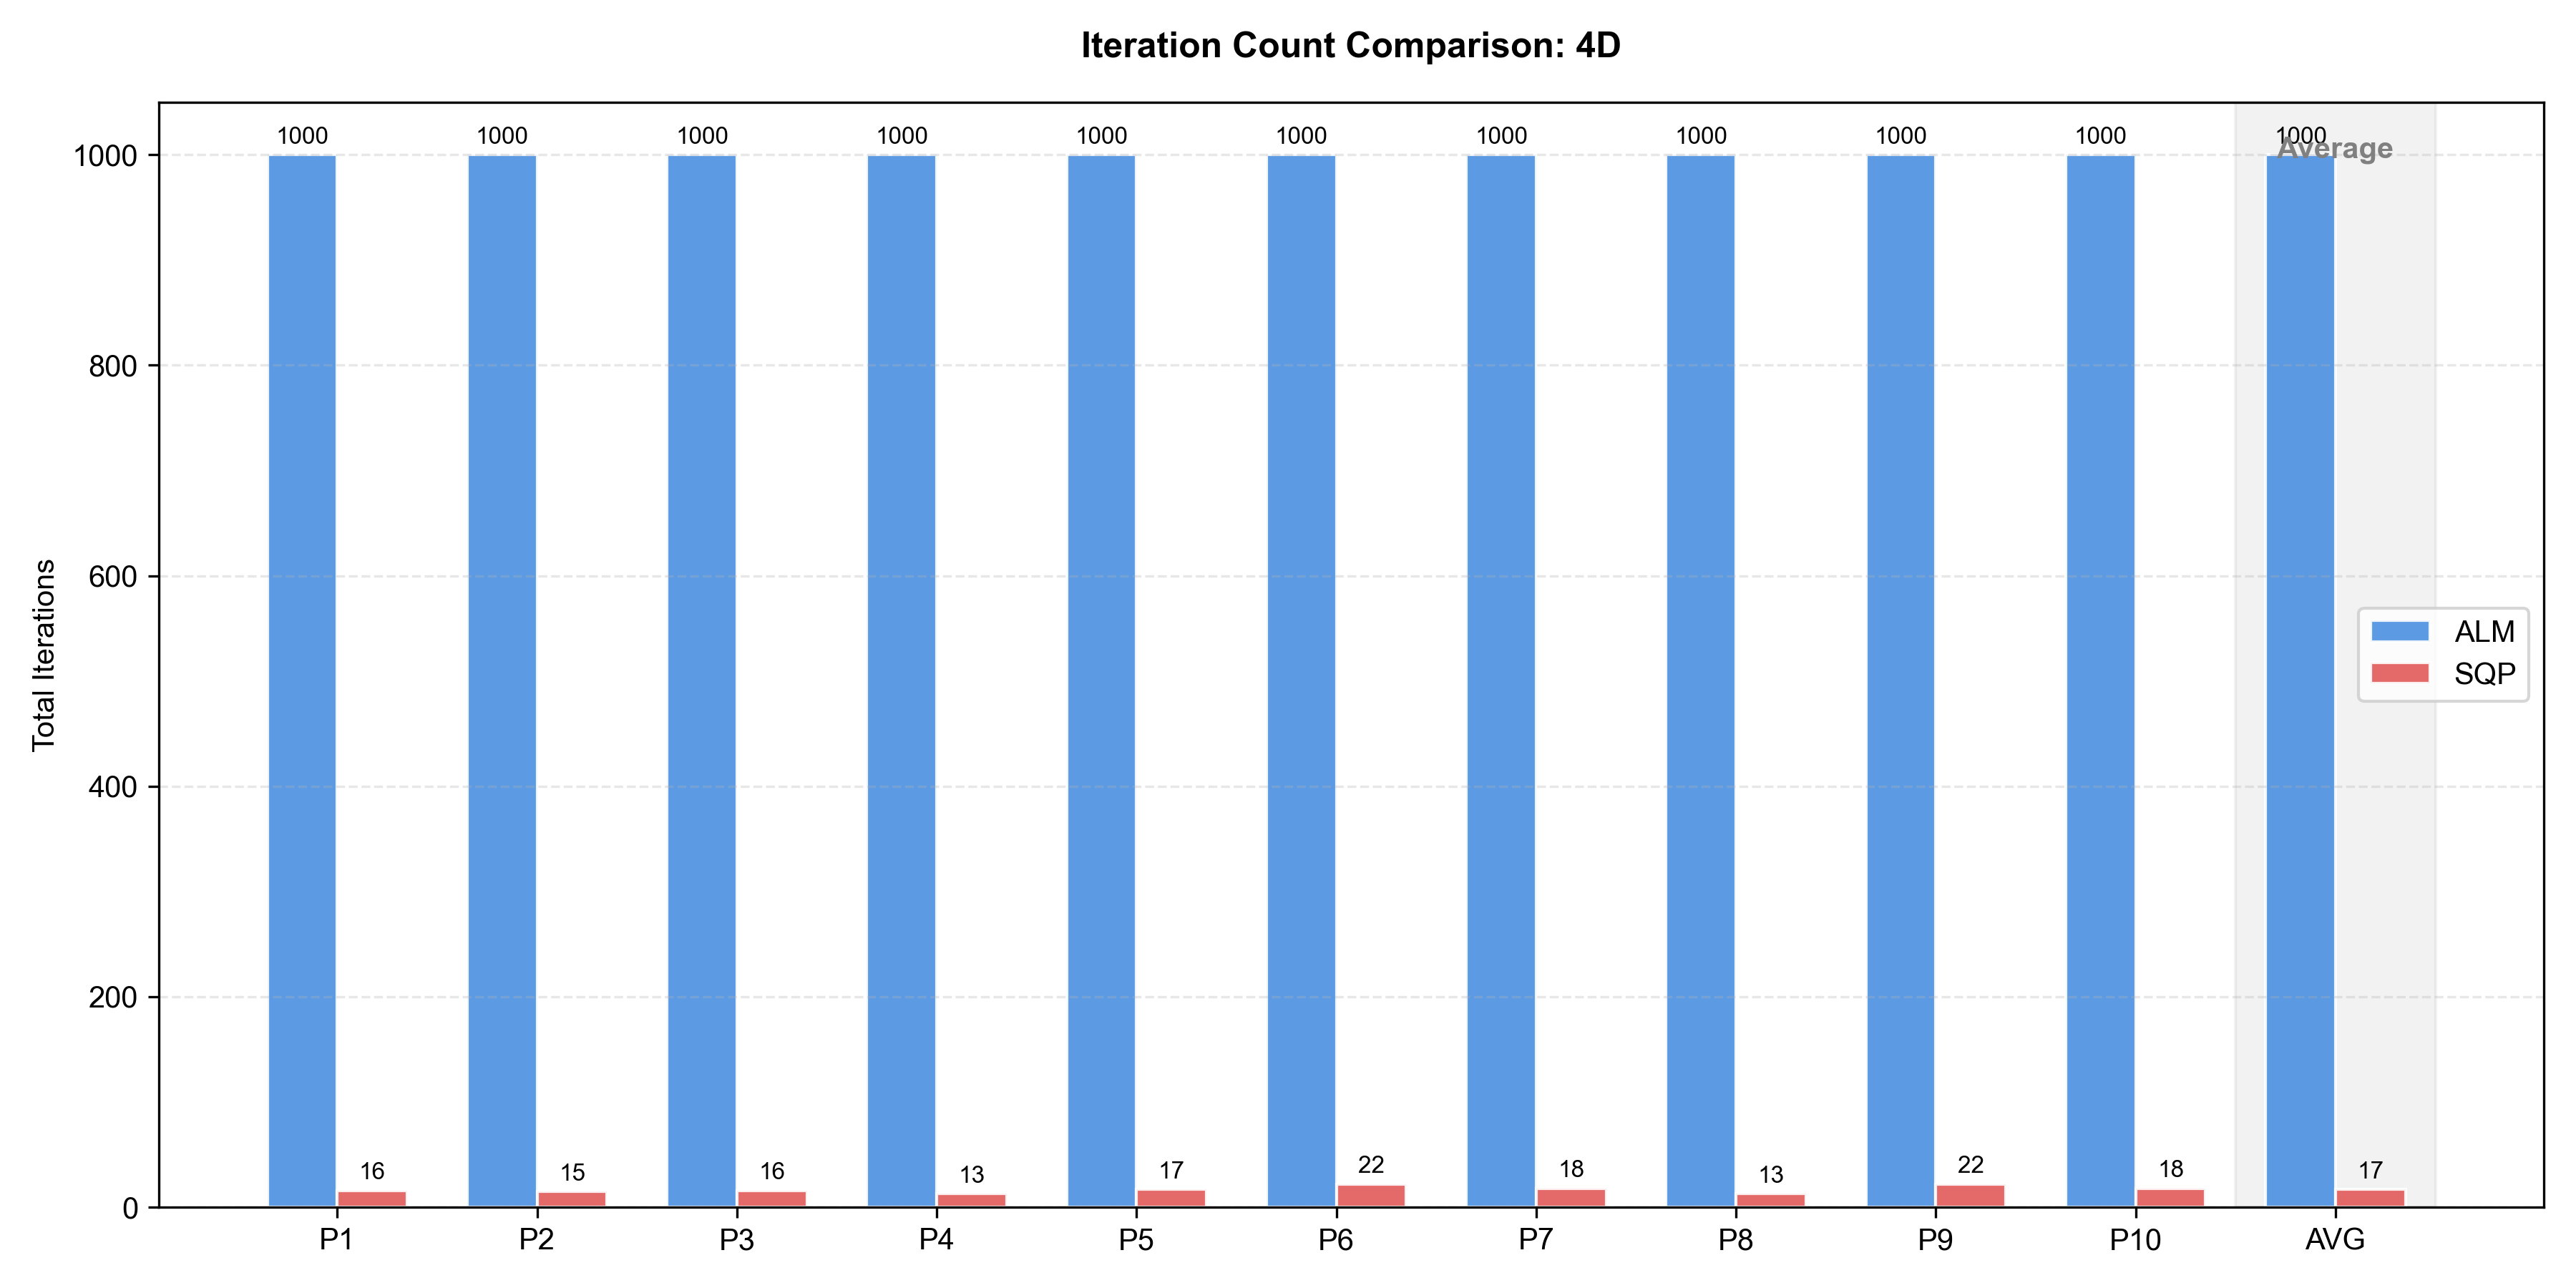 Iteration Count Comparison: 4D
1000 1000 1000 1000 1000 1000 1000 1000 1000 1000 1000
Average
1000
800
600
400
200
0
Total Iterations
ALM
SQP
16 15 16 13 17 22 18 13 22 18 17
P1 P2 P3 P4 P5 P6 P7 P8 P9 P10 AVG